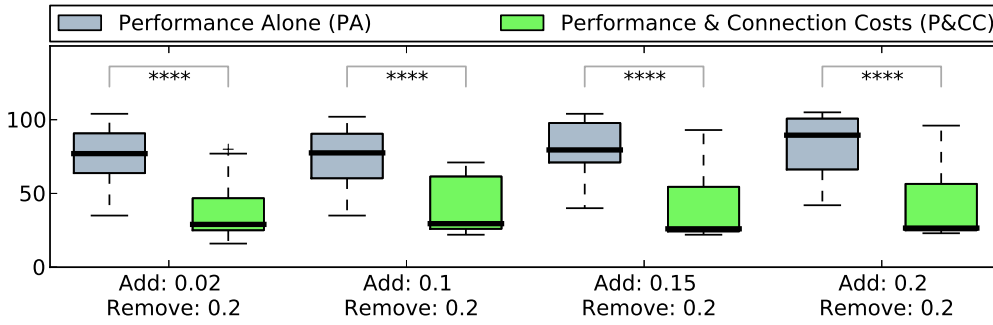 Performance Alone (PA) Performance & Connection Costs (P&CC)
**** **** **** ****
100
50
0
Add: 0.02 Add: 0.1 Add: 0.15 Add: 0.2
Remove: 0.2 Remove: 0.2 Remove: 0.2 Remove: 0.2